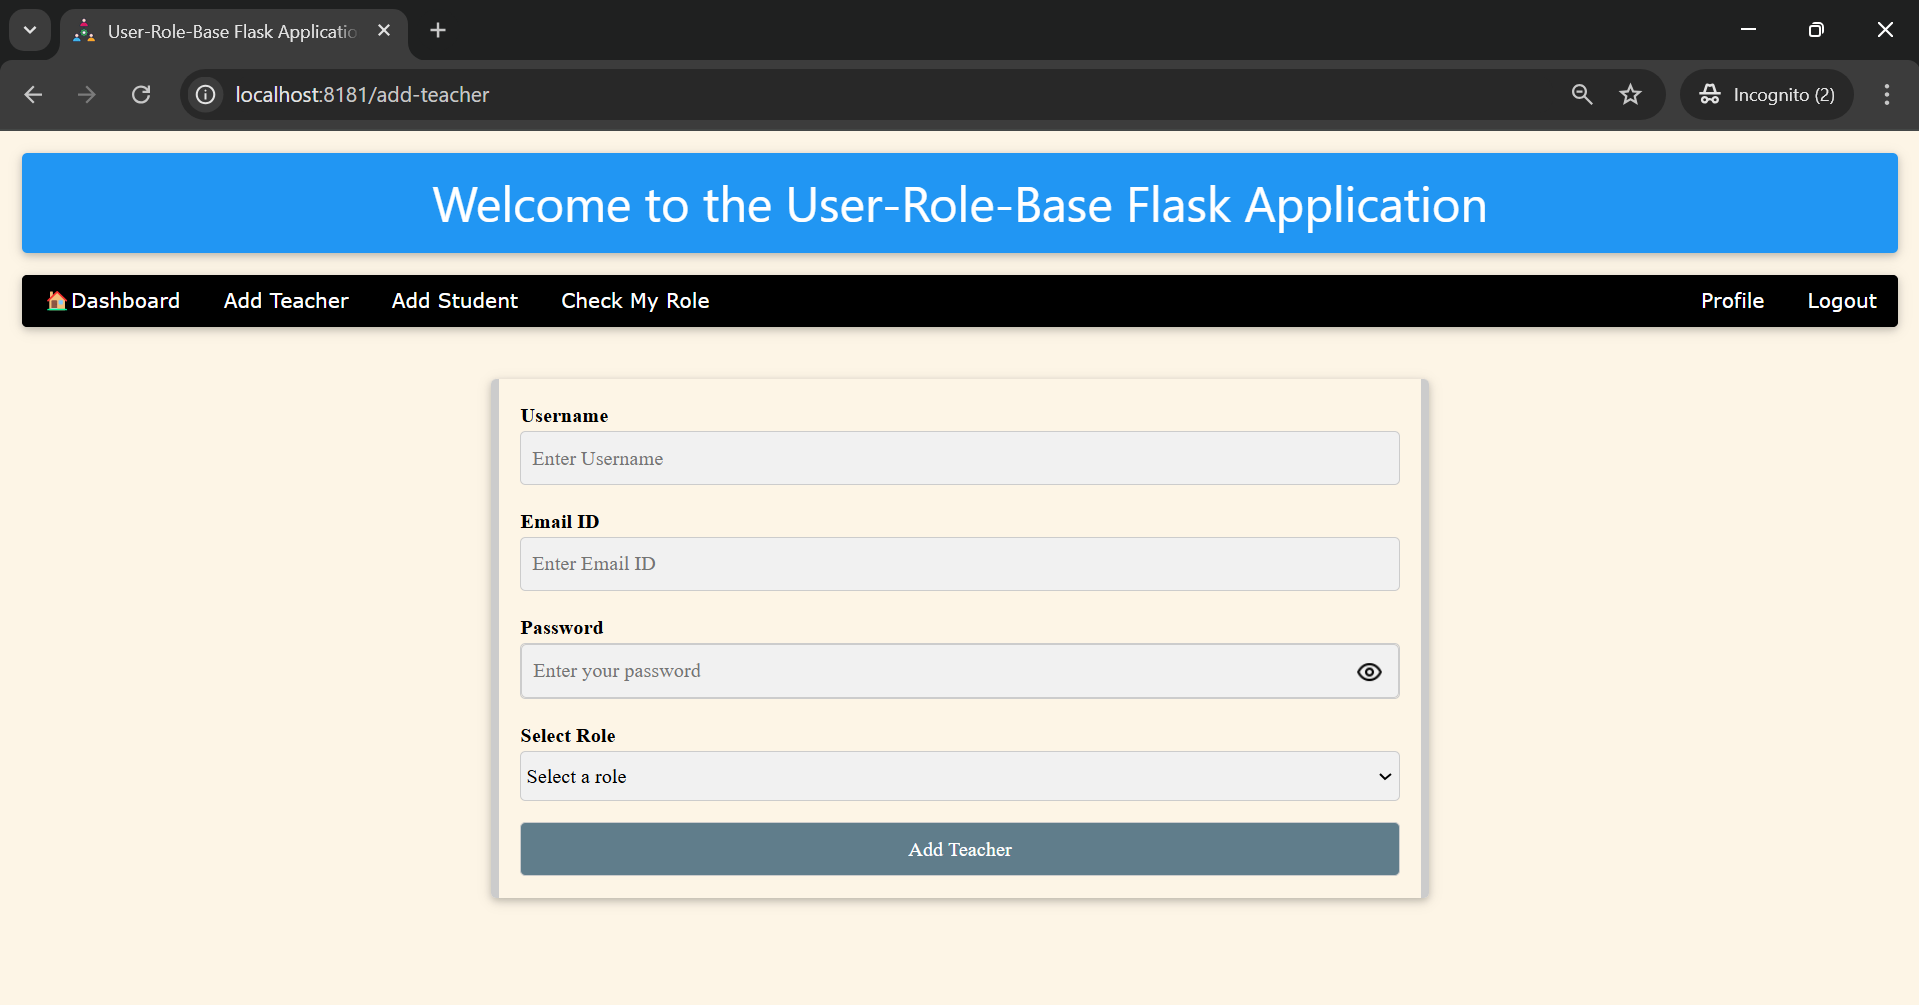 User-Role-Base Flask Applicatio
localhost:8181/add-teacher
Incognito (2)
Welcome to the User-Role-Base Flask Application
Dashboard Add Teacher Add Student Check My Role Profile Logout
Username
Enter Username
Email ID
Enter Email ID
Password
Enter your password
Select Role
Select a role
Add Teacher